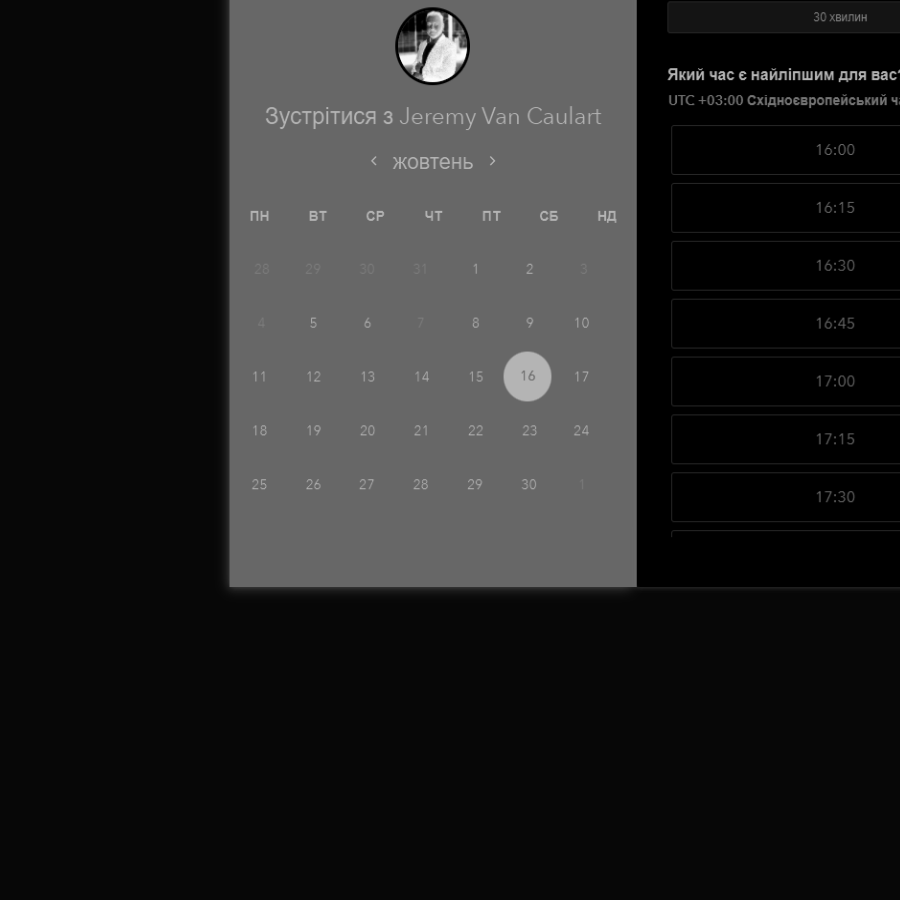 Зустрітися з Jeremy Van Caulart
жовтень
ПН ВТ СР ЧТ ПТ СБ НД
28 29 30 31 1 2 3
4 5 6 7 8 9 10
11 12 13 14 15 16 17
18 19 20 21 22 23 24
25 26 27 28 29 30 1
30 хвилин
Який час є найліпшим для вас?
UTC +03:00 Східноєвропейський
16:00
16:15
16:30
16:45
17:00
17:15
17:30